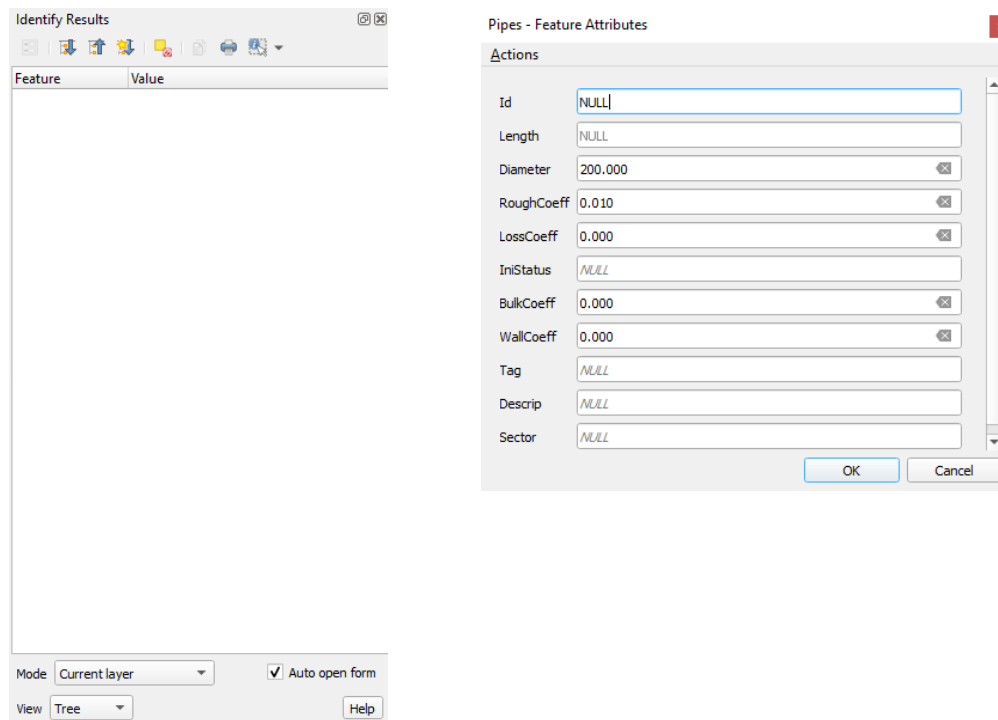 Identify Results
Feature Value
Mode Current layer Auto open form
View Tree Help
Pipes - Feature Attributes
Actions
Id NULL
Length NULL
Diameter 200.000
RoughCoeff 0.010
LossCoeff 0.000
IniStatus NULL
BulkCoeff 0.000
WallCoeff 0.000
Tag NULL
Descrip NULL
Sector NULL
OK Cancel